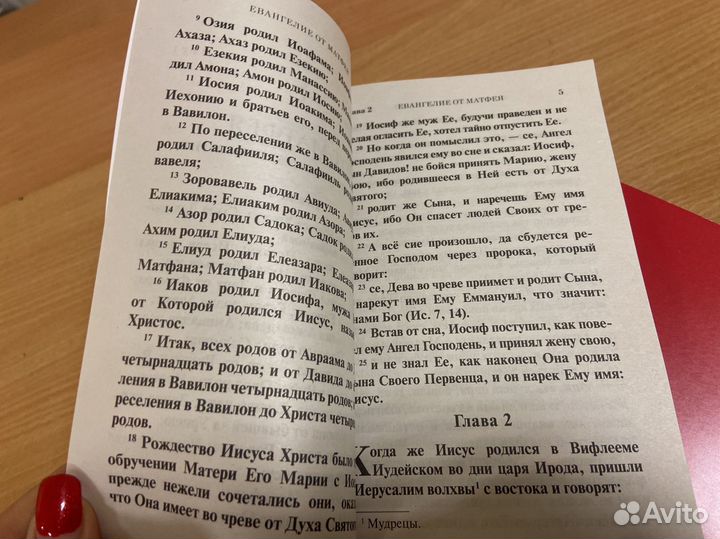 ЕВАНГЕЛИЕ ОТ МАТФЕЯ
9 Озия родил Иоафама;
Ахаза; Ахаз родил Езекию;
10 Езекия родил Манассию;
дил Амона; Амон родил Иосию;
11 Иосия родил Иоакима;
Иехонию и братьев его, перед
в Вавилон.
12 По переселении же в Вавилон
родил Салафииля; Салафииль
вавеля;
13 Зоровавель родил Авиуда;
Елиакима; Елиаким родил Азора;
14 Азор родил Садока; Садок родил
Ахим родил Елиуда;
15 Елиуд родил Елеазара;
Матфана; Матфан родил Иакова;
16 Иаков родил Иосифа, мужа
от Которой родился Иисус,
Христос.
17 Итак, всех родов от Авраама до
четырнадцать родов; и от Давида до
ления в Вавилон четырнадцать родов;
реселения в Вавилон до Христа
родов.
18 Рождество Иисуса Христа было
обручении Матери Его Марии с
прежде нежели сочетались они,
что Она имеет во чреве от Духа
глава 2 ЕВАНГЕЛИЕ ОТ МАТФЕЯ 5
19 Иосиф же муж Ее, будучи праведен и не
желая огласить Ее, хотел тайно отпустить Ее.
20 Но когда он помыслил это, — се, Ангел
Господень явился ему во сне и сказал: Иосиф,
сын Давидов! не бойся принять Марию, жену
твою, ибо родившееся в Ней есть от Духа
Святого;
21 родит же Сына, и наречешь Ему имя
Иисус, ибо Он спасет людей Своих от гре-
хов их.
22 А всё сие произошло, да сбудется ре-
ченное Господом через пророка, который
говорит:
23 се, Дева во чреве приимет и родит Сына,
нарекут имя Ему Еммануил, что значит:
с нами Бог (Ис. 7, 14).
24 Встав от сна, Иосиф поступил, как пове-
лел ему Ангел Господень, и принял жену свою,
25 и не знал Ее, как наконец Она родила
Сына Своего Первенца, и он нарек Ему имя:
Иисус.
Глава 2
Когда же Иисус родился в Вифлееме
Иудейском во дни царя Ирода, пришли
Иерусалим волхвы¹ с востока и говорят:
¹ Мудрецы.
Avito